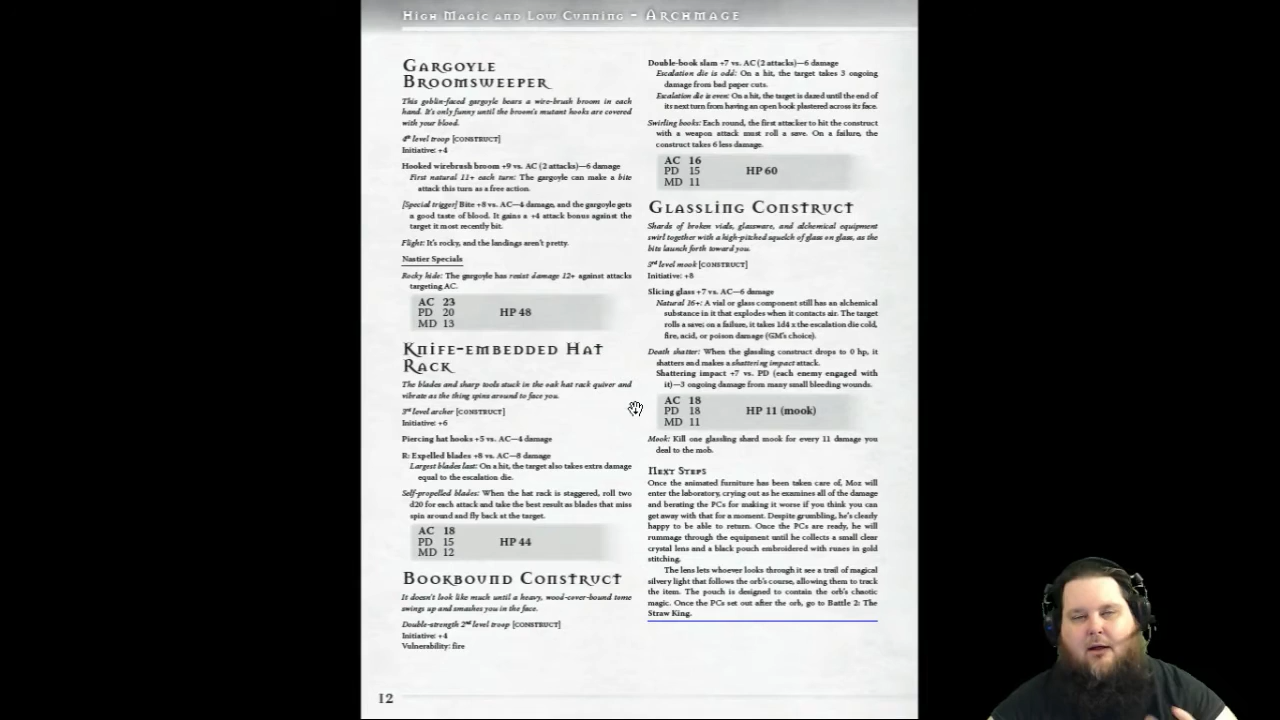 High Magic and Low Cunning - Archmage
Gargoyle
Broomsweeper
This goblin-faced gargoyle bears a wire-brush broom in each
hand. It's only funny until the broom's mutant hooks are covered
with your blood.
4th level troop [CONSTRUCT]
Initiative: +4
Hooked wirebrush broom +9 vs. AC (2 attacks)—6 damage
First natural 11+ each turn: The gargoyle can make a bite
attack this turn as a free action.
[Special trigger] Bite +8 vs. AC—4 damage, and the gargoyle gets
a good taste of blood. It gains a +4 attack bonus against the
target it most recently bit.
Flight: It's rocky, and the landings aren't pretty.
Nastier Specials
Rocky hide: The gargoyle has resist damage 12+ against attacks
targeting AC.
AC 23
PD 20 HP 48
MD 13
Knife-embedded Hat
Rack
The blades and sharp tools stuck in the oak hat rack quiver and
vibrate as the thing spins around to face you.
3rd level archer [CONSTRUCT]
Initiative: +6
Piercing hat hooks +5 vs. AC—4 damage
R: Expelled blades +8 vs. AC—8 damage
Largest blades last: On a hit, the target also takes extra damage
equal to the escalation die.
Self-propelled blades: When the hat rack is staggered, roll two
d20 for each attack and take the best result as blades that miss
spin around and fly back at the target.
AC 18
PD 15 HP 44
MD 12
Bookbound Construct
It doesn't look like much until a heavy, wood-cover-bound tome
swings up and smashes you in the face.
Double-strength 2nd level troop [CONSTRUCT]
Initiative: +4
Vulnerability: fire
Double-book slam +7 vs. AC (2 attacks)—6 damage
Escalation die is odd: On a hit, the target takes 3 ongoing
damage from bad paper cuts.
Escalation die is even: On a hit, the target is dazed until the end of
its next turn from having an open book plastered across its face.
Swirling books: Each round, the first attacker to hit the construct
with a weapon attack must roll a save. On a failure, the
construct takes 6 less damage.
AC 16
PD 15 HP 60
MD 11
Glassling Construct
Shards of broken vials, glassware, and alchemical equipment
swirl together with a high-pitched squelch of glass on glass, as the
bits launch forth toward you.
3rd level mook [CONSTRUCT]
Initiative: +8
Slicing glass +7 vs. AC—6 damage
Natural 16+: A vial or glass component still has an alchemical
substance in it that explodes when it contacts air. The target
rolls a save; on a failure, it takes 1d4 x the escalation die cold,
fire, acid, or poison damage (GM's choice).
Death shatter: When the glassling construct drops to 0 hp, it
shatters and makes a shattering impact attack.
Shattering impact +7 vs. PD (each enemy engaged with
it)—3 ongoing damage from many small bleeding wounds.
AC 18
PD 18 HP 11 (mook)
MD 11
Mook: Kill one glassling shard mook for every 11 damage you
deal to the mob.
Next Steps
Once the animated furniture has been taken care of, Moz will
enter the laboratory, crying out as he examines all of the damage
and berating the PCs for making it worse if you think you can
get away with that for a moment. Despite grumbling, he's clearly
happy to be able to return. Once the PCs are ready, he will
rummage through the equipment until he collects a small clear
crystal lens and a black pouch embroidered with runes in gold
stitching.
The lens lets whoever looks through it see a trail of magical
silvery light that follows the orb's course, allowing them to track
the item. The pouch is designed to contain the orb's chaotic
magic. Once the PCs set out after the orb, go to Battle 2: The
Straw King.
12